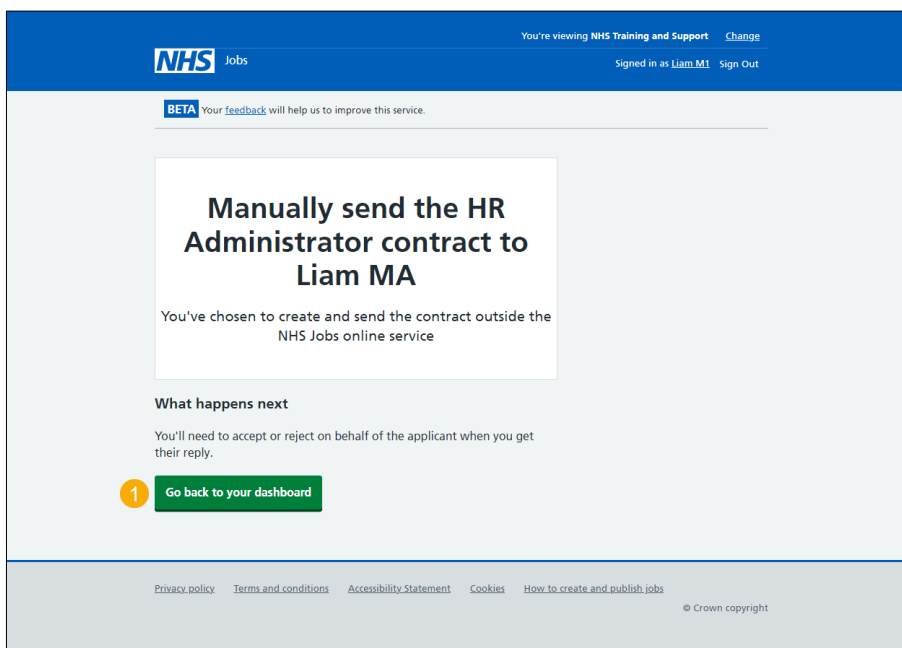 You're viewing NHS Training and Support Change
NHS Jobs
Signed in as Liam M1 Sign Out
BETA Your feedback will help us to improve this service.
Manually send the HR
Administrator contract to
Liam MA
You've chosen to create and send the contract outside the
NHS Jobs online service
What happens next
You'll need to accept or reject on behalf of the applicant when you get
their reply.
1 Go back to your dashboard
Privacy policy Terms and conditions Accessibility Statement Cookies How to create and publish jobs
© Crown copyright